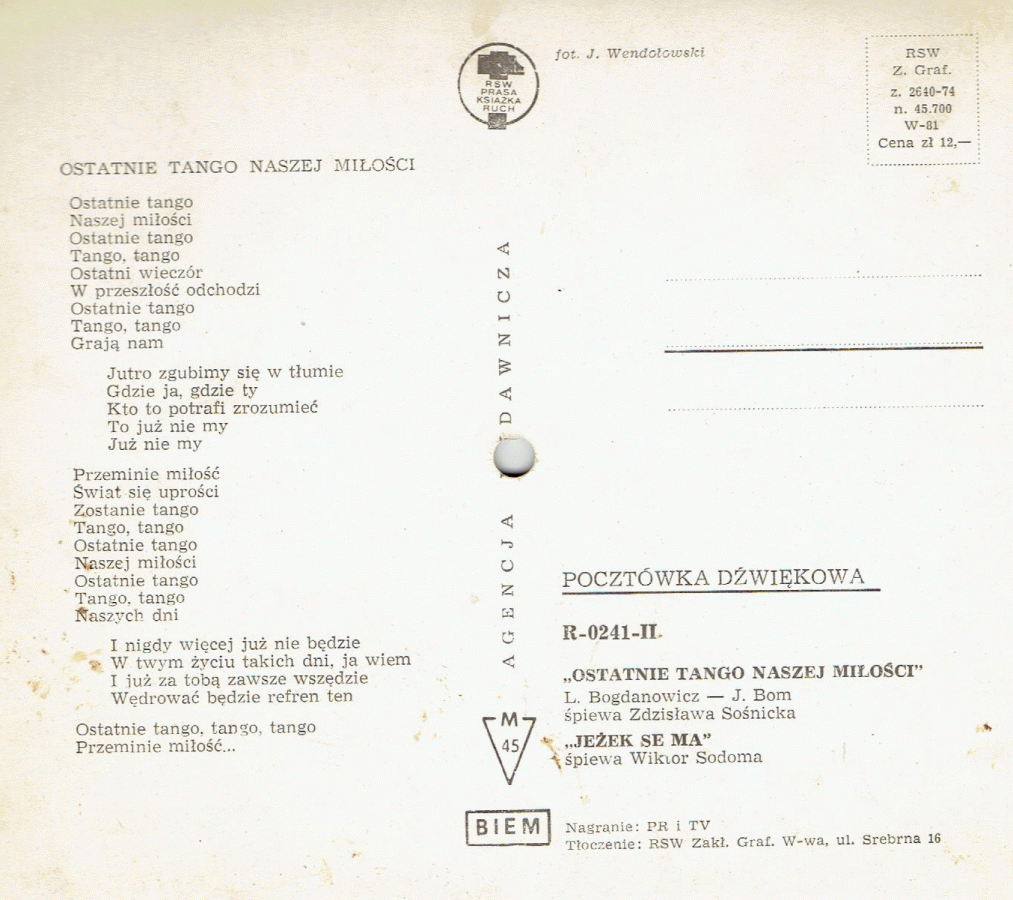 RSW
PRASA
KSIĄŻKA
RUCH
fot. J. Wendołowski
RSW
Z. Graf.
z. 2640-74
n. 45.700
W-81
Cena zł 12,—
OSTATNIE TANGO NASZEJ MIŁOŚCI
Ostatnie tango
Naszej miłości
Ostatnie tango
Tango, tango
Ostatni wieczór
W przeszłość odchodzi
Ostatnie tango
Tango, tango
Grają nam
Jutro zgubimy się w tłumie
Gdzie ja, gdzie ty
Kto to potrafi zrozumieć
To już nie my
Już nie my
Przeminie miłość
Świat się uprości
Zostanie tango
Tango, tango
Ostatnie tango
Naszej miłości
Ostatnie tango
Tango, tango
Naszych dni
I nigdy więcej już nie będzie
W twym życiu takich dni, ja wiem
I już za tobą zawsze wszędzie
Wędrować będzie refren ten
Ostatnie tango, tango, tango
Przeminie miłość...
AGENCJA DAWNICZA
POCZTÓWKA DŹWIĘKOWA
R-0241-II.
„OSTATNIE TANGO NASZEJ MIŁOŚCI”
L. Bogdanowicz — J. Bom
śpiewa Zdzisława Sośnicka
„JEŻEK SE MA”
śpiewa Wiktor Sodoma
M
45
BIEM
Nagranie: PR i TV
Tłoczenie: RSW Zakł. Graf. W-wa, ul. Srebrna 16